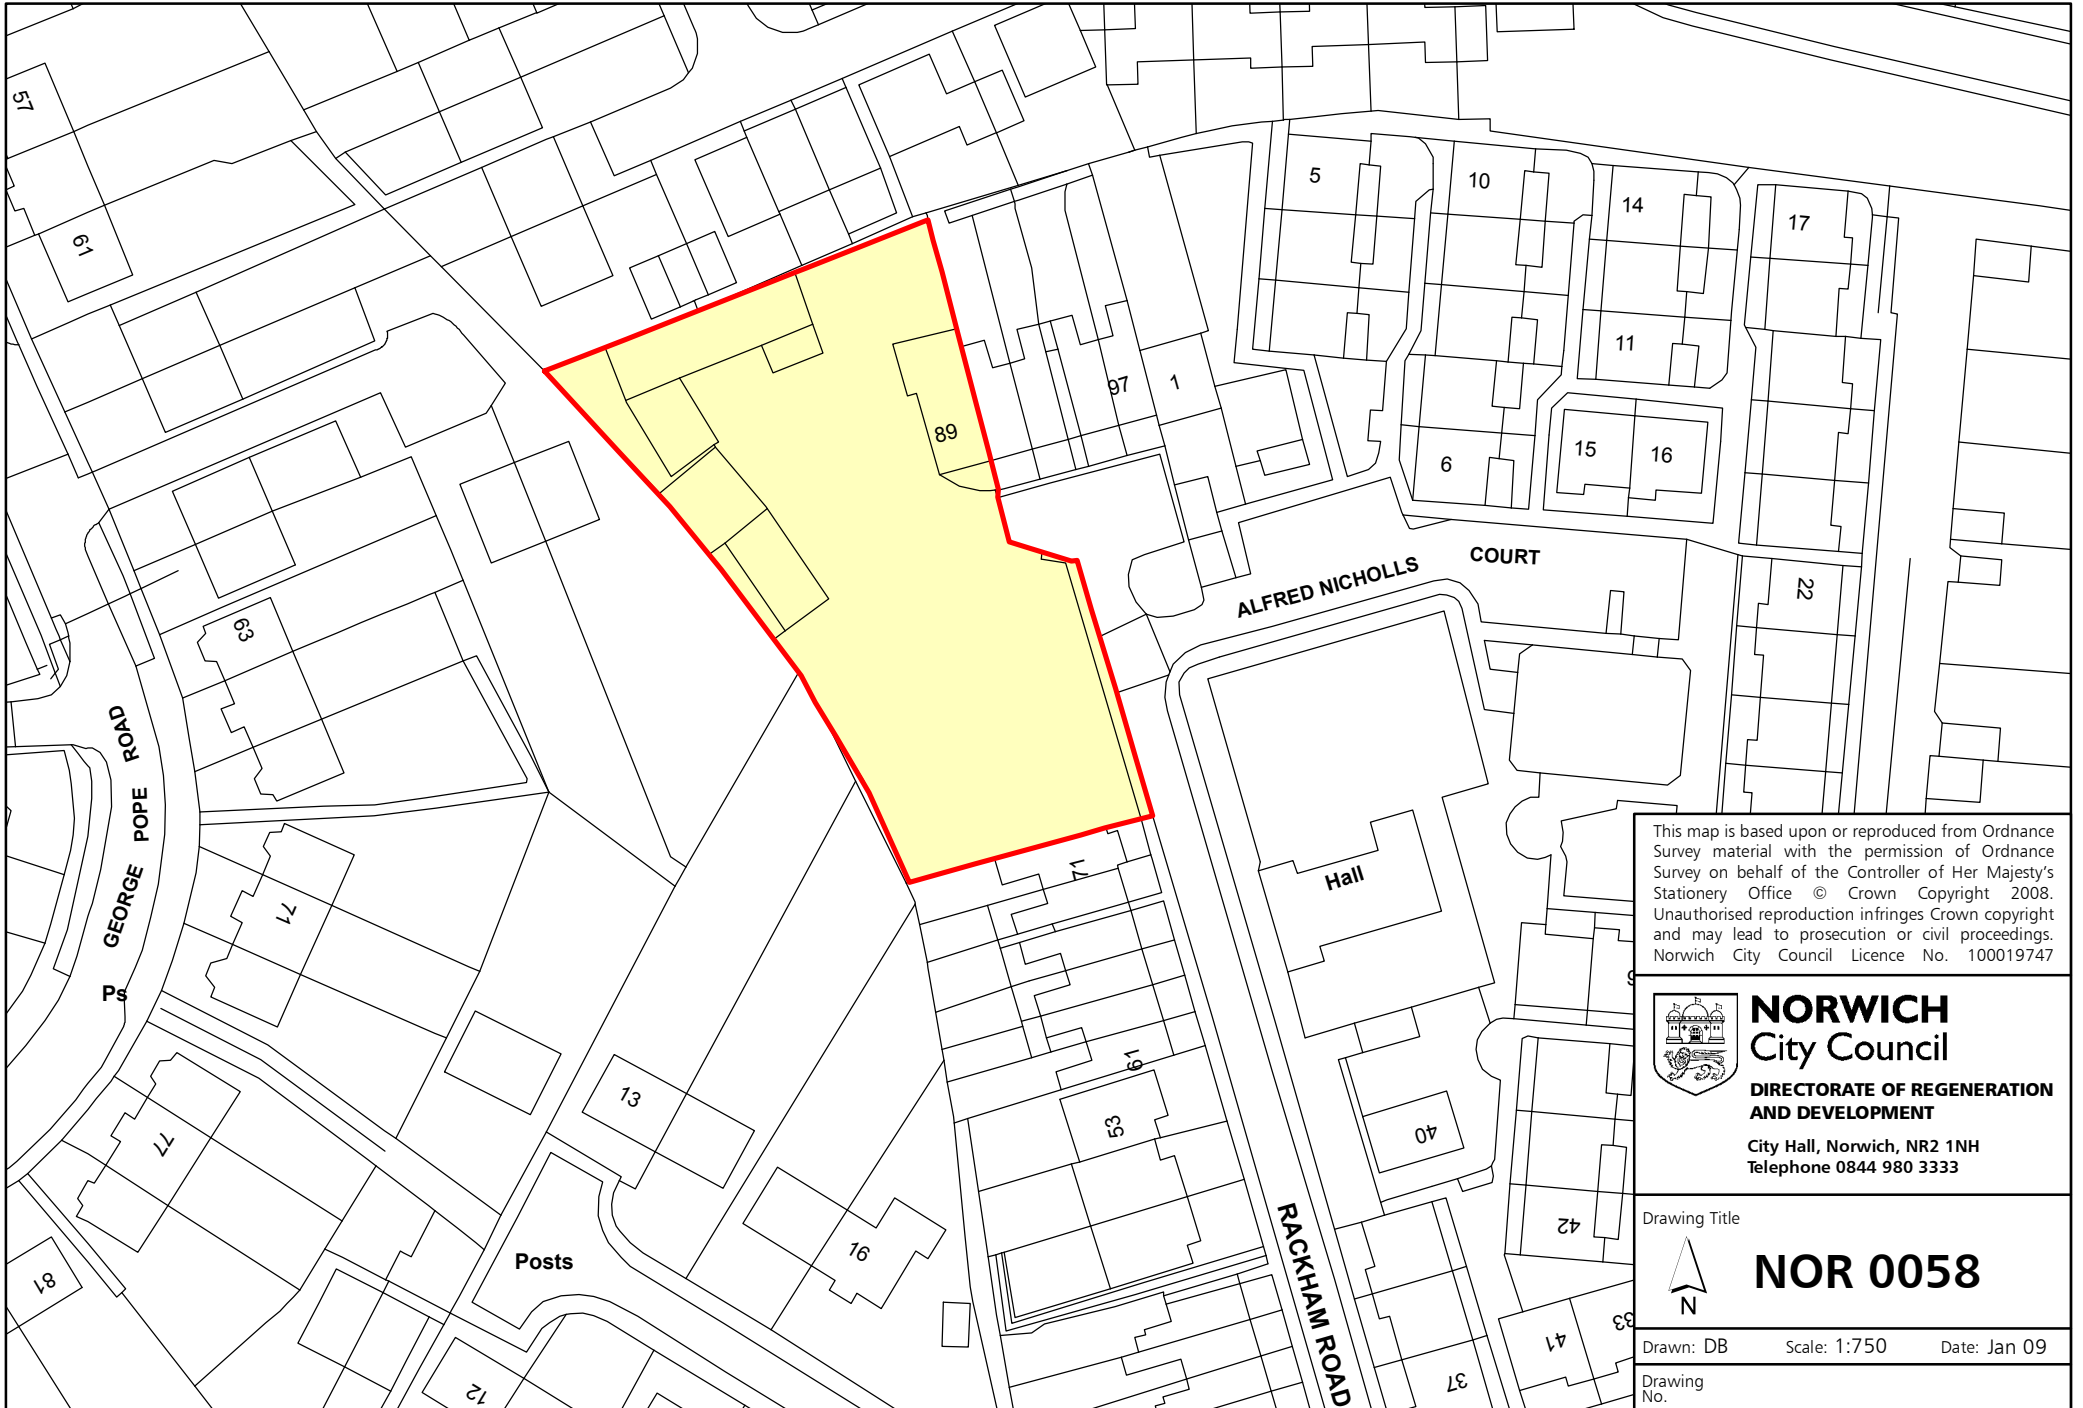 57
61
5
10
14
17
11
97
1
89
6
15
16
COURT
ALFRED NICHOLLS
22
63
GEORGE POPE ROAD
71
Hall
71
Ps
61
13
53
40
77
42
16
Posts
81
RACKHAM ROAD
41
33
37
12
This map is based upon or reproduced from Ordnance
Survey material with the permission of Ordnance
Survey on behalf of the Controller of Her Majesty's
Stationery Office © Crown Copyright 2008.
Unauthorised reproduction infringes Crown copyright
and may lead to prosecution or civil proceedings.
Norwich City Council Licence No. 100019747
NORWICH
City Council
DIRECTORATE OF REGENERATION
AND DEVELOPMENT
City Hall, Norwich, NR2 1NH
Telephone 0844 980 3333
Drawing Title
NOR 0058
N
Drawn: DB Scale: 1:750 Date: Jan 09
Drawing
No.